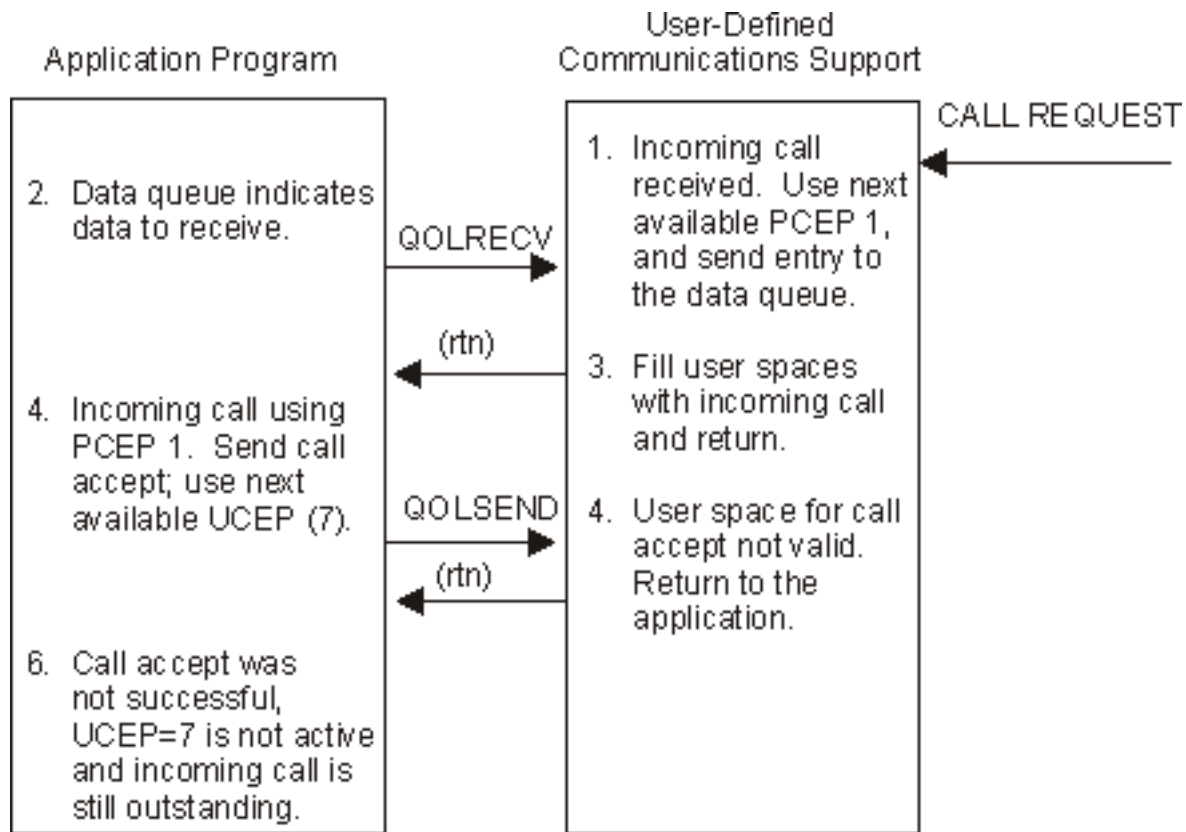 Application Program
User-Defined
Communications Support
CALL REQUEST
1. Incoming call
received. Use next
available PCEP 1,
and send entry to
the data queue.
2. Data queue indicates
data to receive.
QOLRECV
(rtn)
3. Fill user spaces
with incoming call
and return.
4. Incoming call using
PCEP 1. Send call
accept; use next
available UCEP (7).
QOLSEND
4. User space for call
accept not valid.
Return to the
application.
(rtn)
6. Call accept was
not successful,
UCEP=7 is not active
and incoming call is
still outstanding.